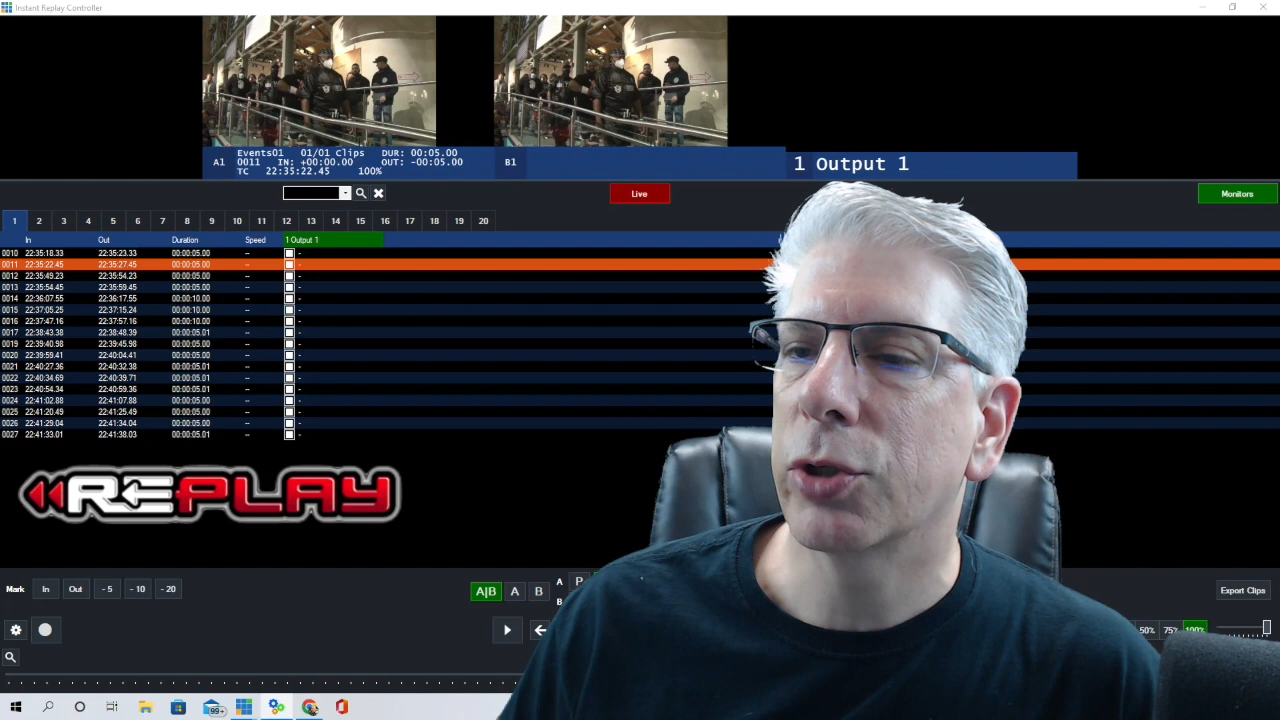 Instant Replay Controller
A1 Events01 01/01 Clips DUR: 00:05.00
0011 IN: +00:00.00 OUT: -00:05.00
TC 22:35:22.45 100%
B1
1 Output 1
Live
Monitors
1 2 3 4 5 6 7 8 9 10 11 12 13 14 15 16 17 18 19 20
In Out Duration Speed 1 Output 1
0010 22:35:18.33 22:35:23.33 00:00:05.00 -- -
0011 22:35:22.45 22:35:27.45 00:00:05.00 -- -
0012 22:35:49.23 22:35:54.23 00:00:05.00 -- -
0013 22:35:54.45 22:35:59.45 00:00:05.00 -- -
0014 22:36:07.55 22:36:17.55 00:00:10.00 -- -
0015 22:37:05.25 22:37:15.24 00:00:10.00 -- -
0016 22:37:47.16 22:37:57.16 00:00:10.00 -- -
0017 22:38:43.38 22:38:48.39 00:00:05.01 -- -
0019 22:39:40.98 22:39:45.98 00:00:05.00 -- -
0020 22:39:59.41 22:40:04.41 00:00:05.00 -- -
0021 22:40:27.36 22:40:32.38 00:00:05.01 -- -
0022 22:40:34.69 22:40:39.71 00:00:05.01 -- -
0023 22:40:54.34 22:40:59.36 00:00:05.01 -- -
0024 22:41:02.88 22:41:07.88 00:00:05.00 -- -
0025 22:41:20.49 22:41:25.49 00:00:05.00 -- -
0026 22:41:29.04 22:41:34.04 00:00:05.00 -- -
0027 22:41:33.01 22:41:38.03 00:00:05.01 -- -
REPLAY
Mark In Out - 5 - 10 - 20
A|B A B
A P
B
Export Clips
50% 75% 100%
99+